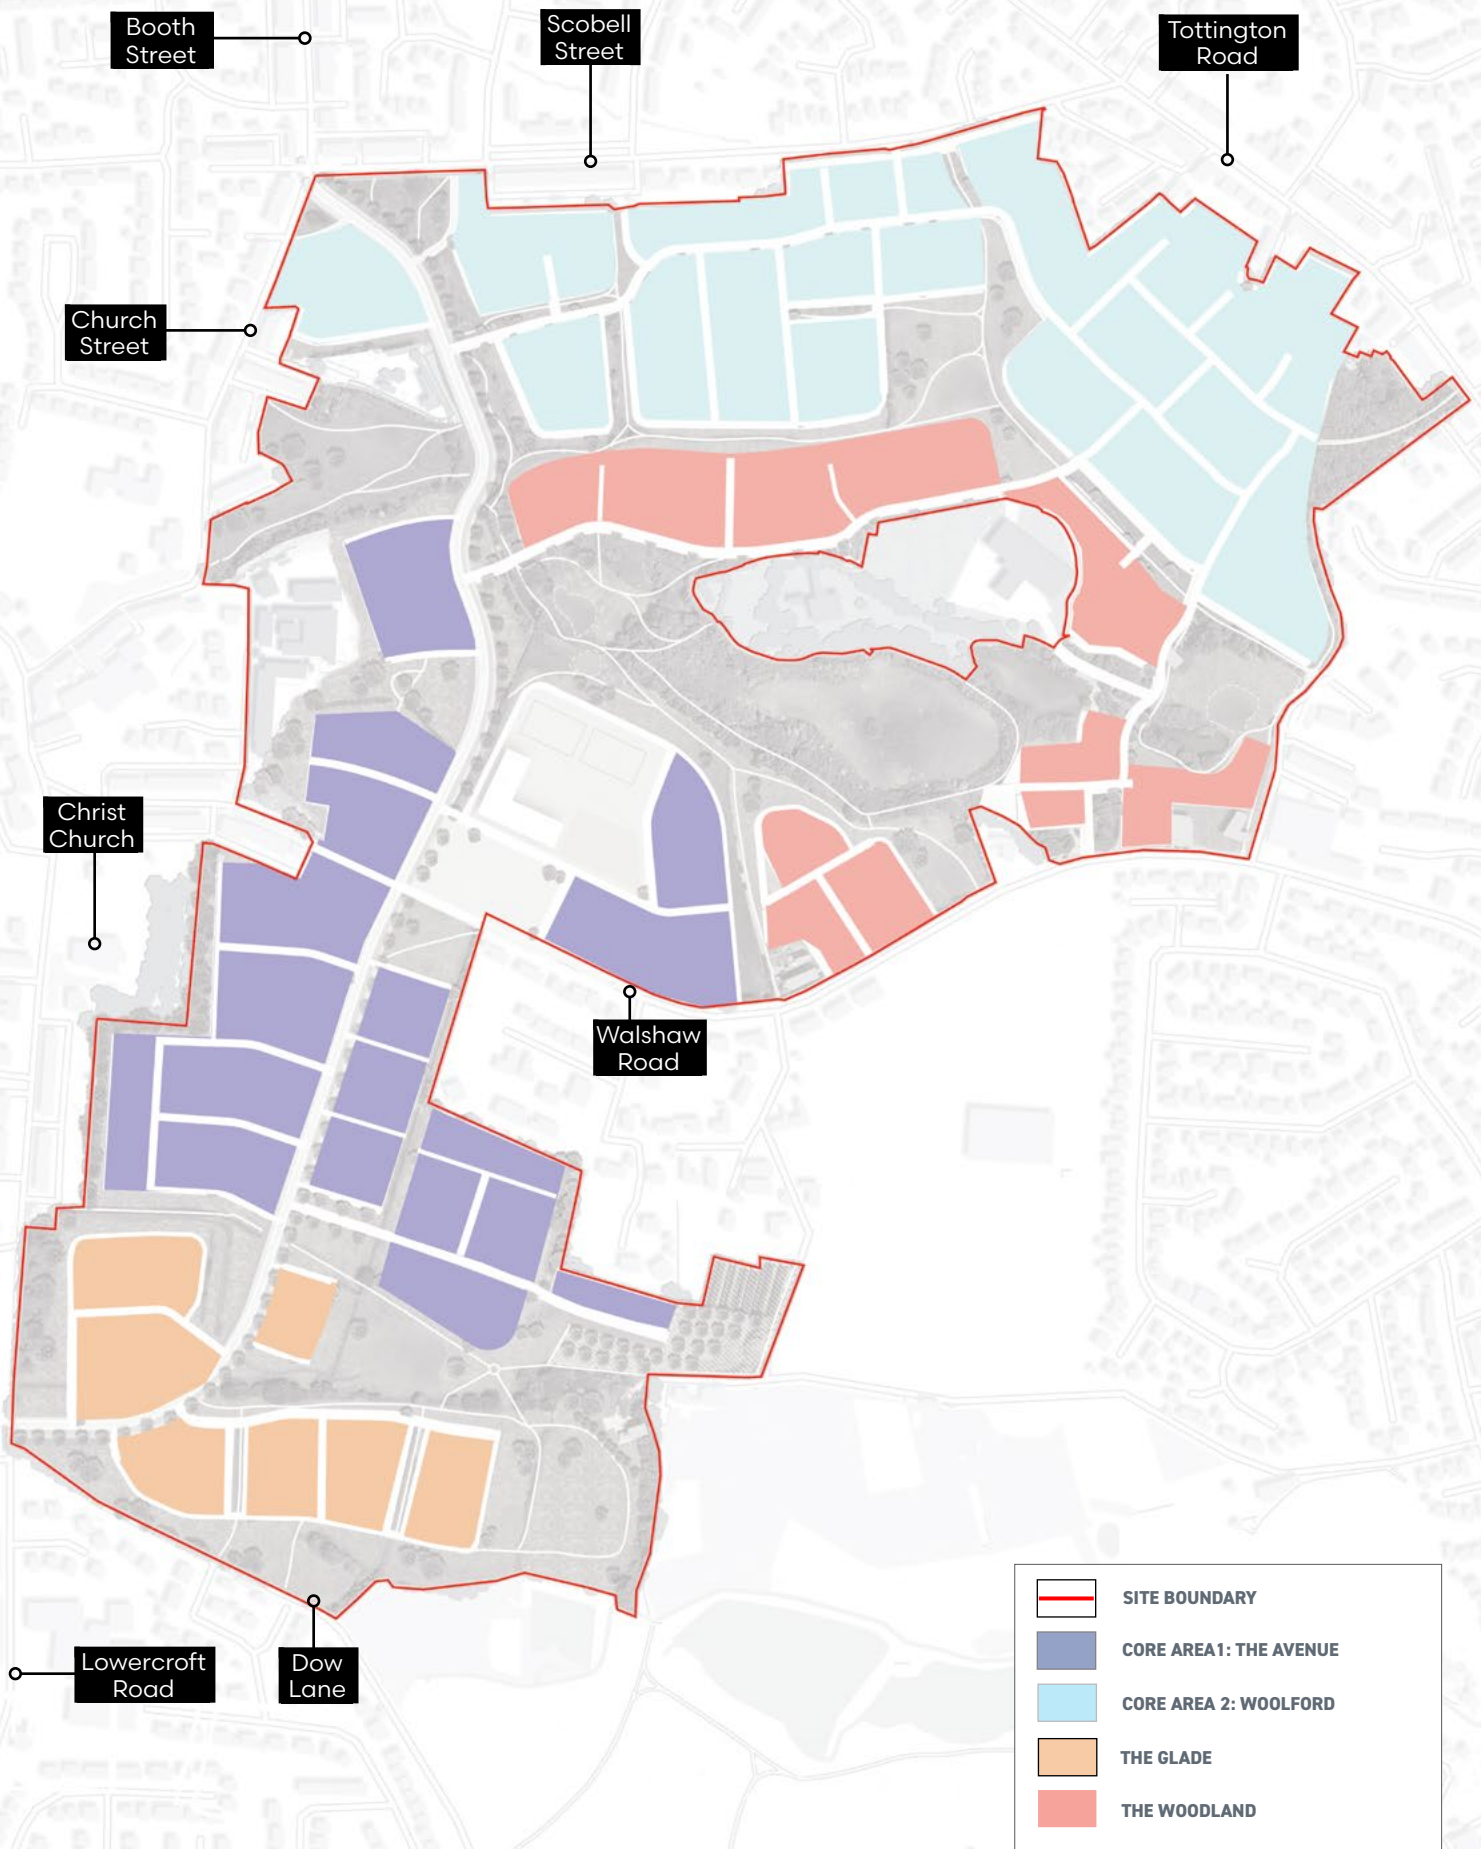 Booth
Street
Scobell
Street
Tottington
Road
Church
Street
Christ
Church
Walshaw
Road
Lowercroft
Road
Dow
Lane
SITE BOUNDARY
CORE AREA1: THE AVENUE
CORE AREA 2: WOOLFORD
THE GLADE
THE WOODLAND